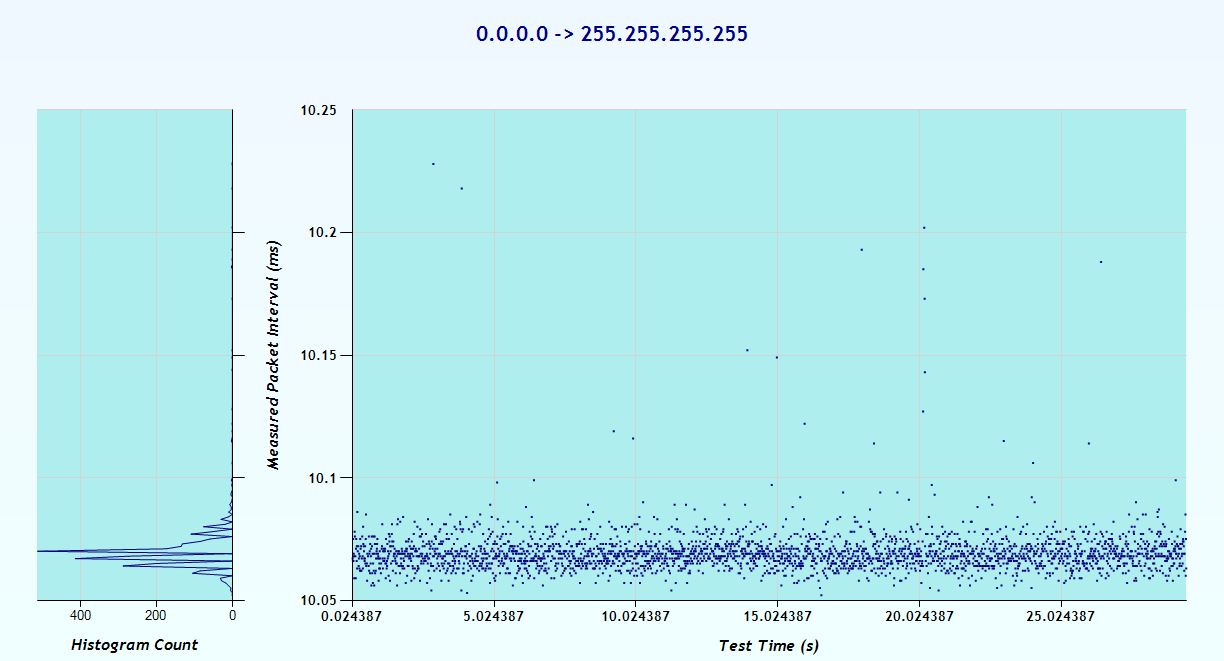 0.0.0.0 -> 255.255.255.255
10.25
10.2
10.15
10.1
10.05
Measured Packet Interval (ms)
400 200 0
Histogram Count
0.024387 5.024387 10.024387 15.024387 20.024387 25.024387
Test Time (s)